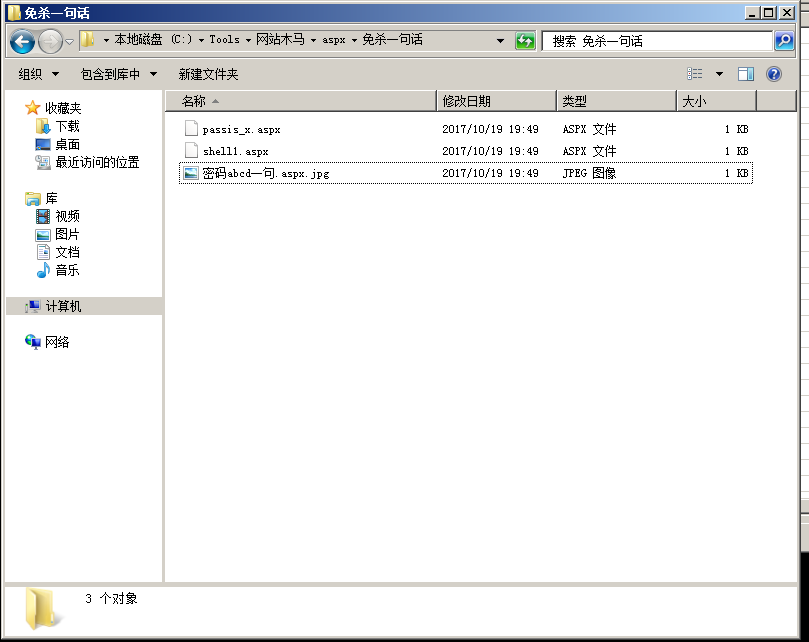 免杀一句话
本地磁盘 (C:) Tools 网站木马 aspx 免杀一句话
搜索 免杀一句话
组织 包含到库中 新建文件夹
收藏夹
下载
桌面
最近访问的位置
库
视频
图片
文档
音乐
计算机
网络
名称 修改日期 类型 大小
passis_x.aspx 2017/10/19 19:49 ASPX 文件 1 KB
shell1.aspx 2017/10/19 19:49 ASPX 文件 1 KB
密码abcd一句.aspx.jpg 2017/10/19 19:49 JPEG 图像 1 KB
3 个对象